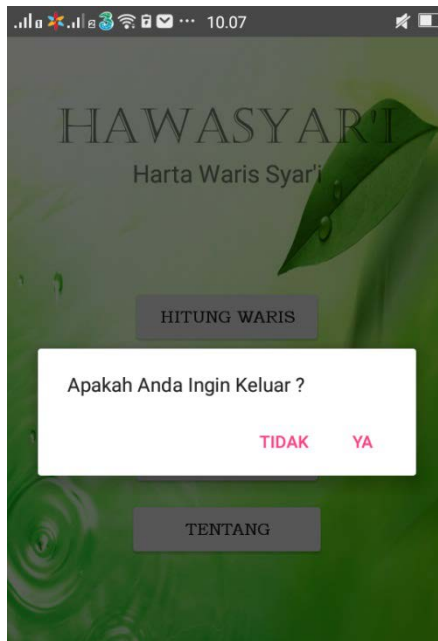 10.07
HAWASYAR'I
Harta Waris Syar'i
HITUNG WARIS
Apakah Anda Ingin Keluar ?
TIDAK YA
TENTANG